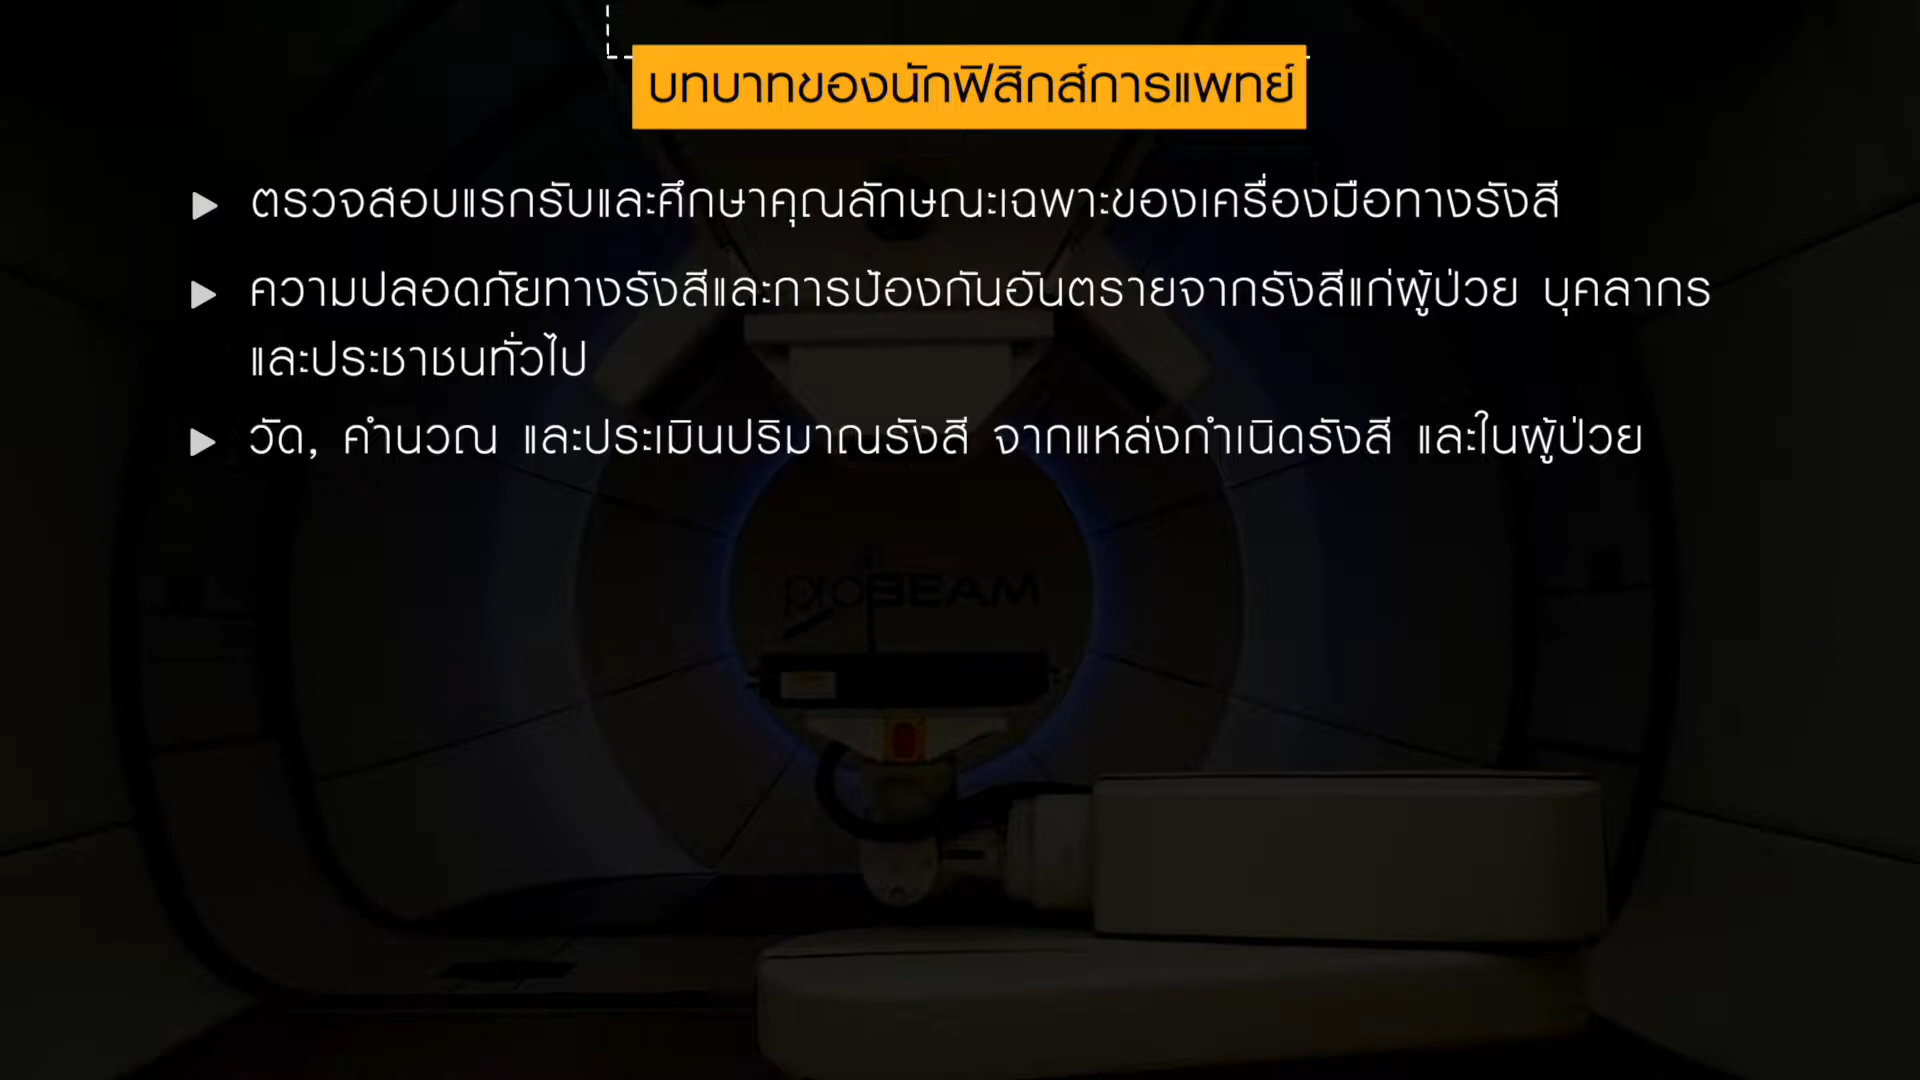 บทบาทของนักฟิสิกส์การแพทย์
ตรวจสอบแรกรับและศึกษาคุณลักษณะเฉพาะของเครื่องมือทางรังสี
ความปลอดภัยทางรังสีและการป้องกันอันตรายจากรังสีแก่ผู้ป่วย บุคลากร
และประชาชนทั่วไป
วัด, คำนวณ และประเมินปริมาณรังสี จากแหล่งกำเนิดรังสี และในผู้ป่วย
proBEAM